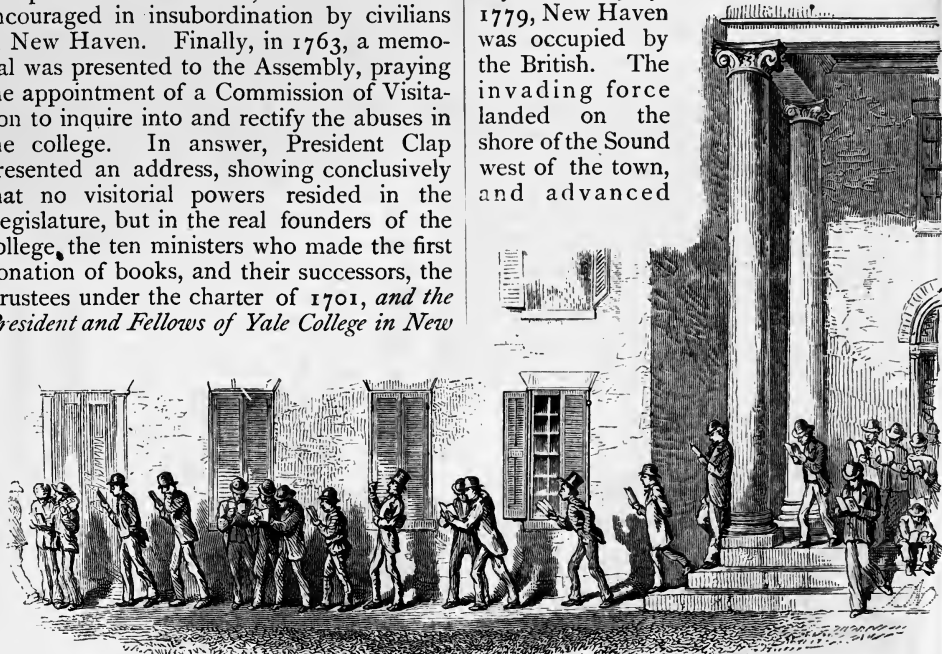 ncouraged in insubordination by civilians
New Haven. Finally, in 1763, a memo-
al was presented to the Assembly, praying
he appointment of a Commission of Visita-
on to inquire into and rectify the abuses in
he college. In answer, President Clap
resented an address, showing conclusively
hat no visitorial powers resided in the
egislature, but in the real founders of the
ollege, the ten ministers who made the first
onation of books, and their successors, the
rustees under the charter of 1701, and the
President and Fellows of Yale College in New
1779, New Haven
was occupied by
the British. The
invading force
landed on the
shore of the Sound
west of the town,
and advanced